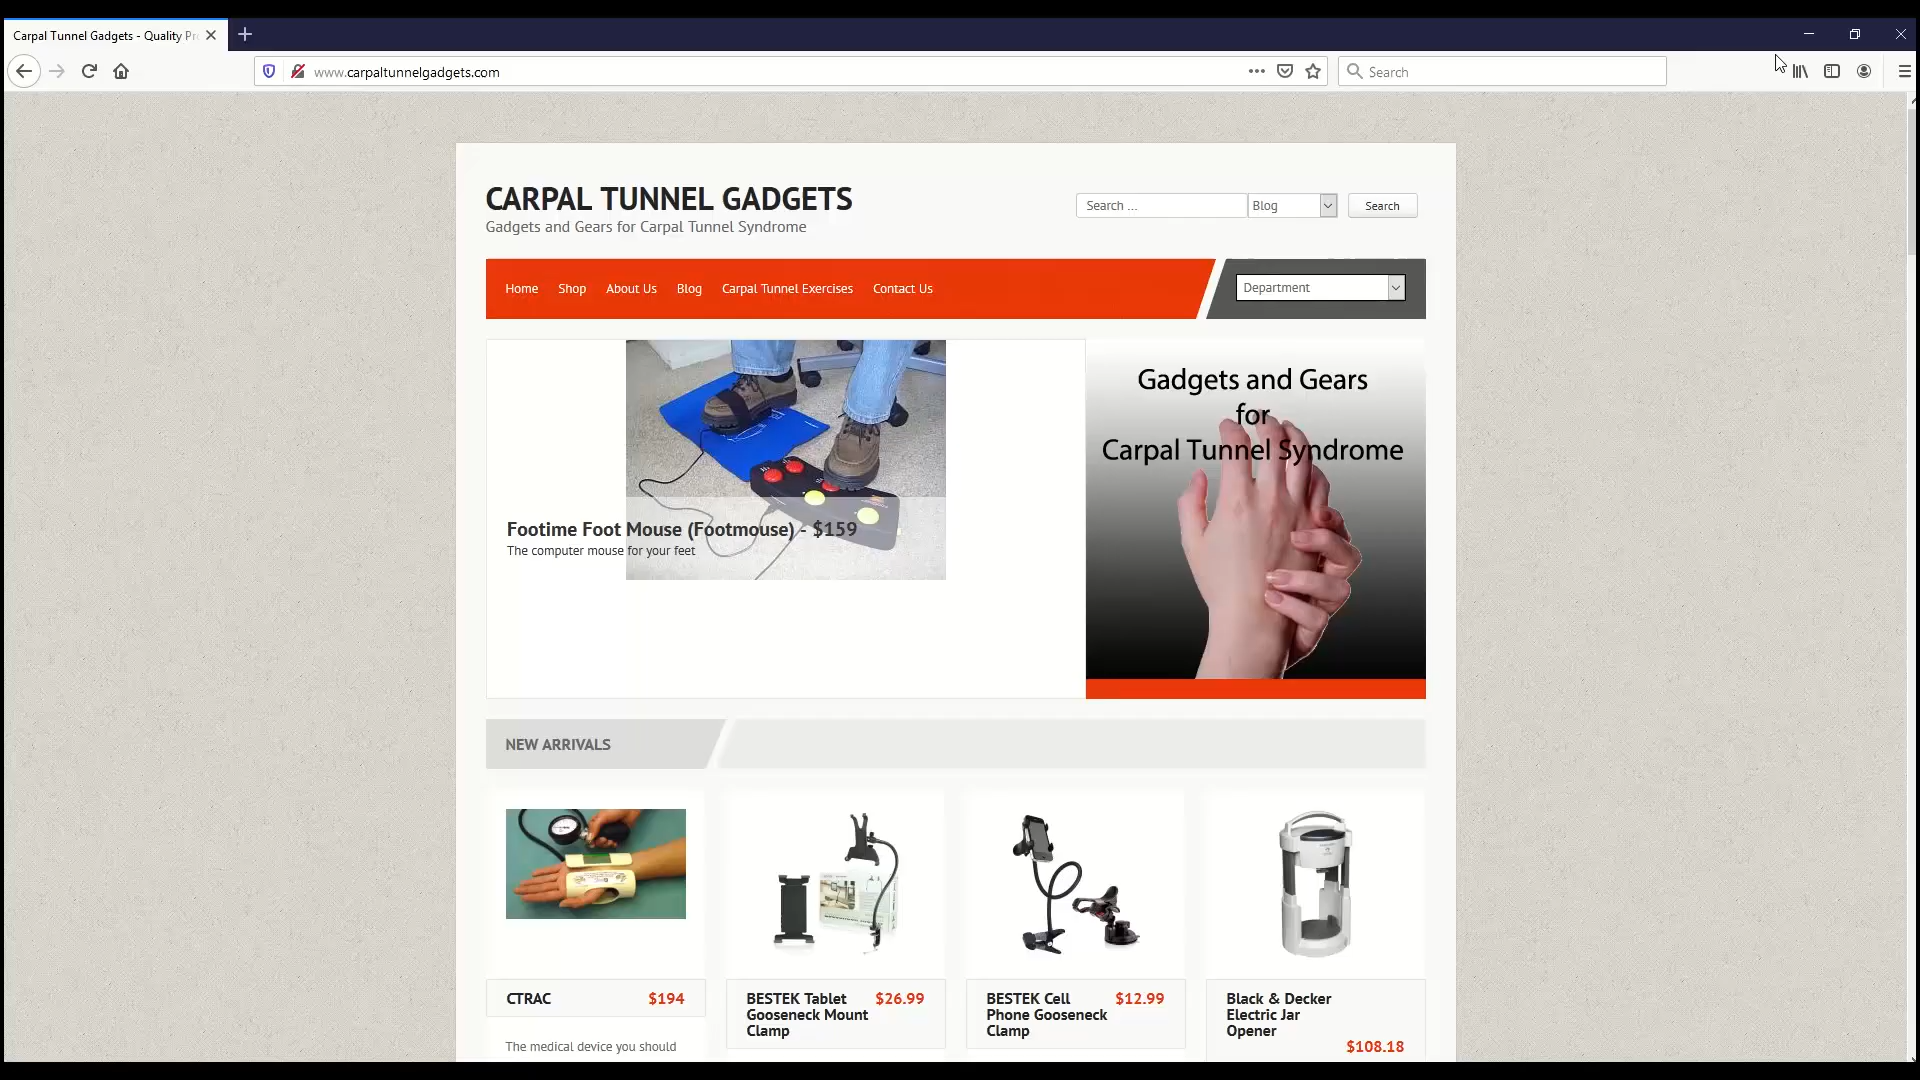 Carpal Tunnel Gadgets - Quality Pr
www.carpaltunnelgadgets.com
Search
CARPAL TUNNEL GADGETS
Gadgets and Gears for Carpal Tunnel Syndrome
Search ...
Blog
Search
Home
Shop
About Us
Blog
Carpal Tunnel Exercises
Contact Us
Department
Footime Foot Mouse (Footmouse) - $159
The computer mouse for your feet
Gadgets and Gears
for
Carpal Tunnel Syndrome
NEW ARRIVALS
CTRAC $194
The medical device you should
BESTEK Tablet $26.99
Gooseneck Mount
Clamp
BESTEK Cell $12.99
Phone Gooseneck
Clamp
Black & Decker
Electric Jar
Opener
$108.18